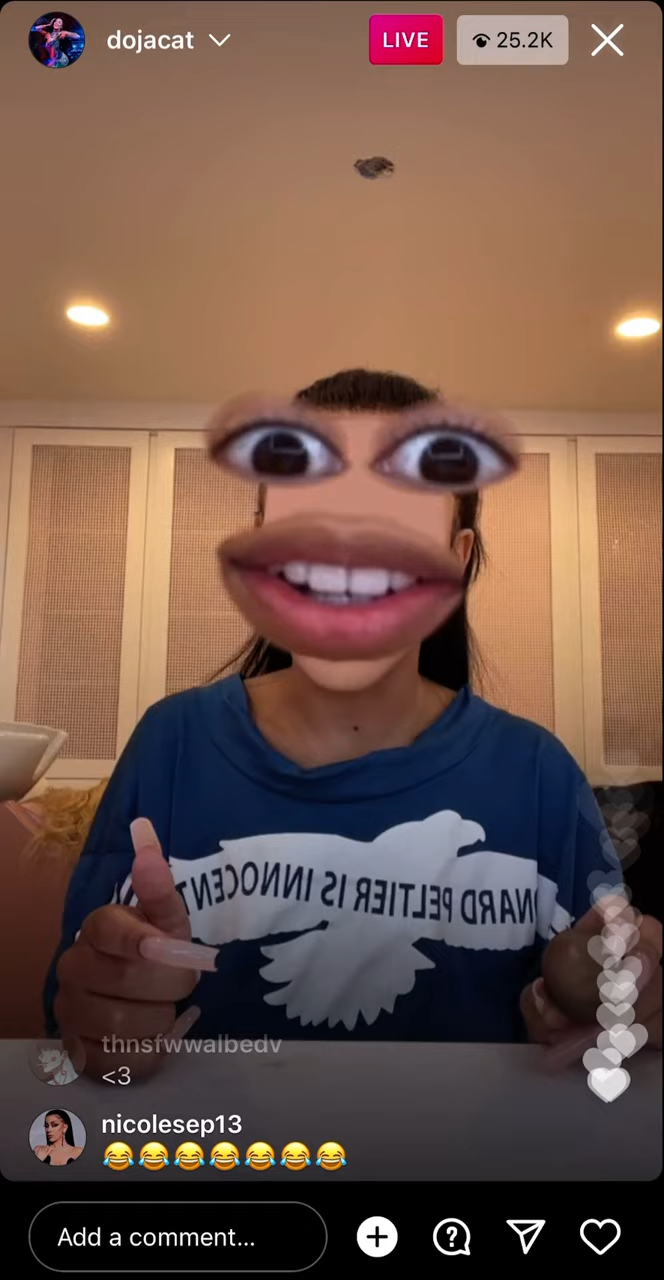 dojacat
LIVE
25.2K
NARD PELTIER IS INNOCENT
thnsfwwalbedv
<3
nicolesep13
😂😂😂😂😂😂😂
Add a comment...